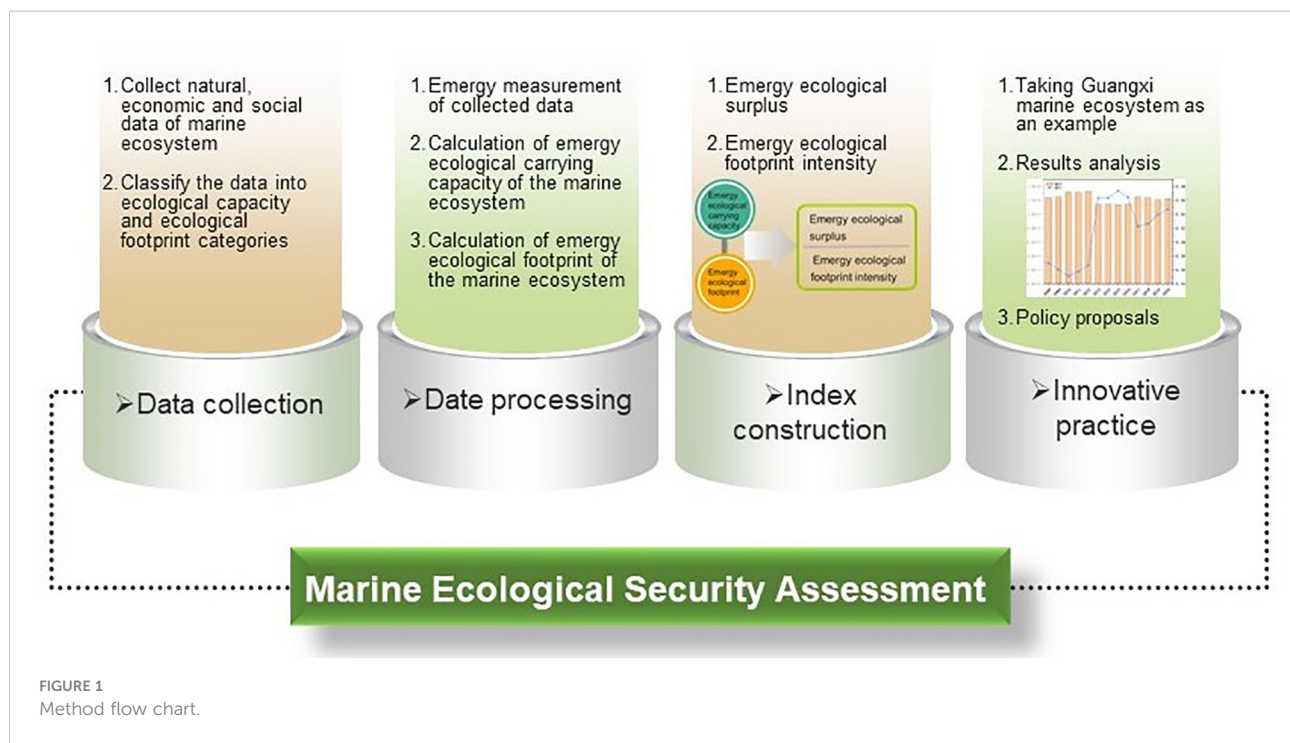 1. Collect natural,
economic and social
data of marine
ecosystem
2. Classify the data into
ecological capacity
and ecological
footprint categories
➢Data collection
1. Emergy measurement
of collected data
2. Calculation of emergy
ecological carrying
capacity of the marine
ecosystem
3. Calculation of emergy
ecological footprint of
the marine ecosystem
➢Date processing
1. Emergy ecological
surplus
2. Emergy ecological
footprint intensity
Emergy
ecological
carrying
capacity
Emergy
ecological
footprint
Emergy ecological
surplus
Emergy ecological
footprint intensity
➢Index
construction
1. Taking Guangxi
marine ecosystem as
an example
2. Results analysis
3. Policy proposals
➢Innovative
practice
Marine Ecological Security Assessment
FIGURE 1
Method flow chart.